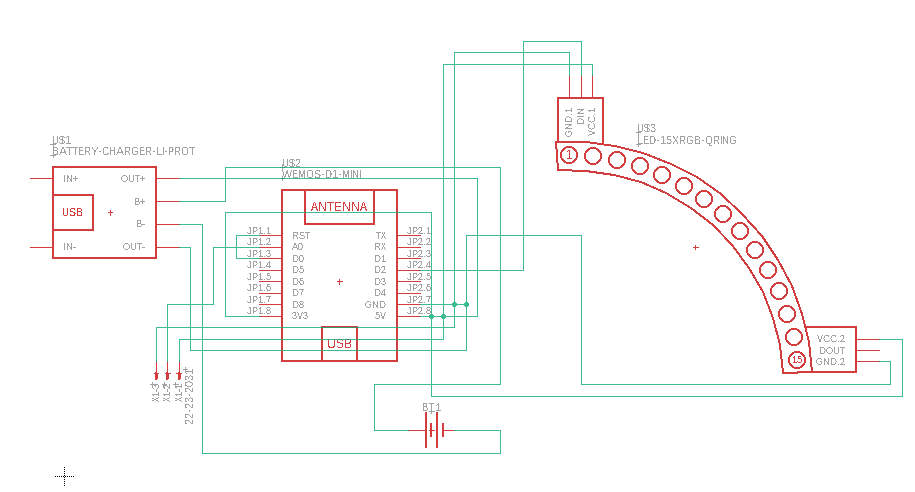 U$1
BATTERY-CHARGER-LI-PROT
IN+
OUT+
B+
USB
B-
IN-
OUT-
U$2
WEMOS-D1-MINI
ANTENNA
JP1.1
RST
TX
JP2.1
JP1.2
A0
RX
JP2.2
JP1.3
D0
D1
JP2.3
JP1.4
D5
D2
JP2.4
JP1.5
D6
D3
JP2.5
JP1.6
D7
D4
JP2.6
JP1.7
D8
GND
JP2.7
JP1.8
3V3
5V
JP2.8
USB
GND.1
DIN
VCC.1
U$3
LED-15XRGB-QRING
1
15
VCC.2
DOUT
GND.2
X1-3
X1-2
X1-1
22-23-2031
BT1